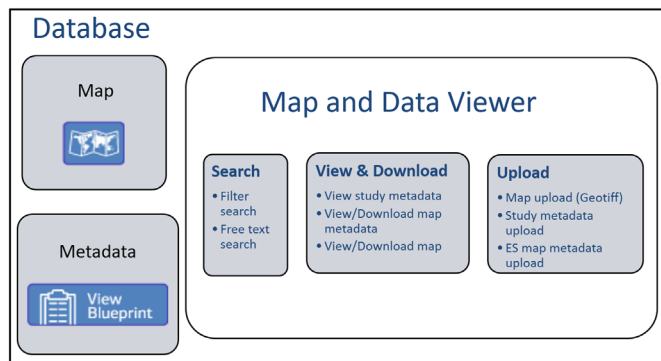 Database
Map
Metadata
View
Blueprint
Map and Data Viewer
Search
• Filter
search
• Free text
search
View & Download
• View study metadata
• View/Download map
metadata
• View/Download map
Upload
• Map upload (Geotiff)
• Study metadata
upload
• ES map metadata
upload